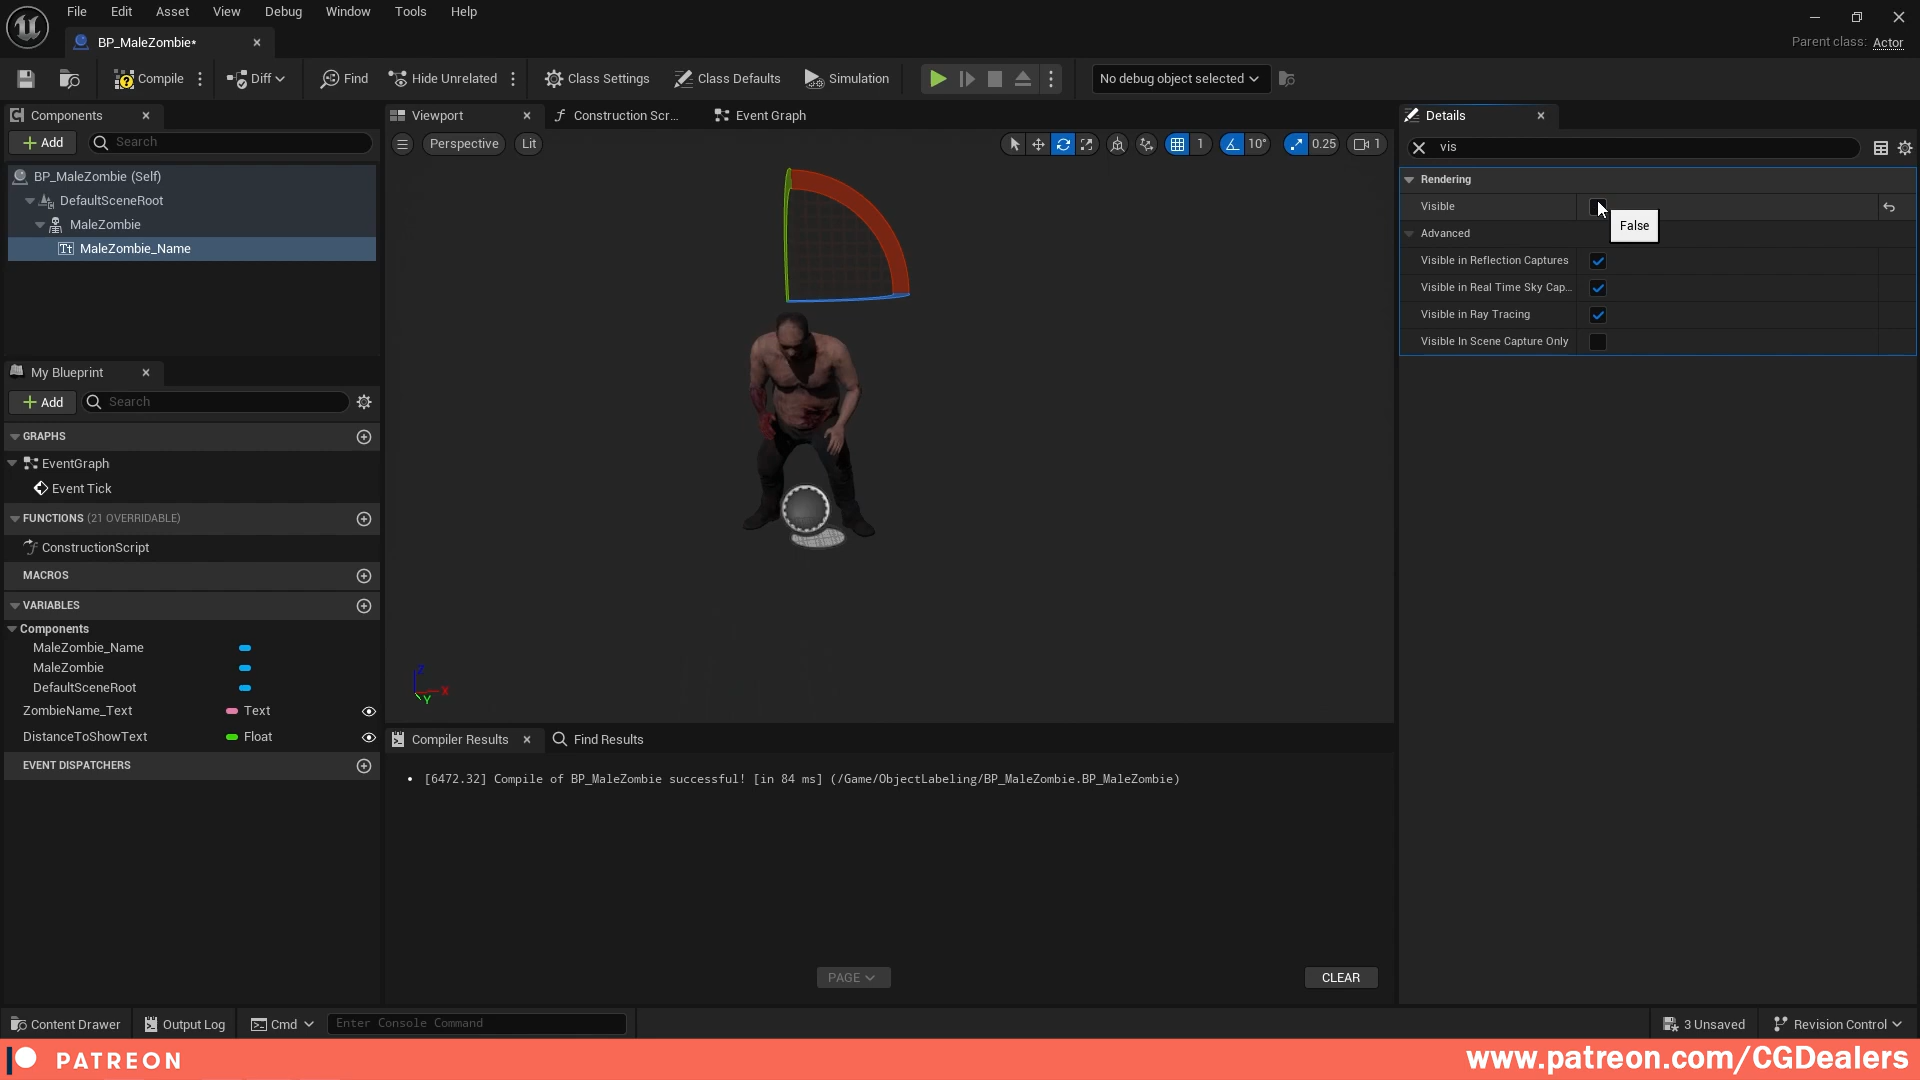 File Edit Asset View Debug Window Tools Help
BP_MaleZombie*
Parent class: Actor
Compile Diff Find Hide Unrelated Class Settings Class Defaults Simulation No debug object selected
Components
Add Search
BP_MaleZombie (Self)
DefaultSceneRoot
MaleZombie
MaleZombie_Name
My Blueprint
Add Search
GRAPHS
EventGraph
Event Tick
FUNCTIONS (21 OVERRIDABLE)
ConstructionScript
MACROS
VARIABLES
Components
MaleZombie_Name
MaleZombie
DefaultSceneRoot
ZombieName_Text Text
DistanceToShowText Float
EVENT DISPATCHERS
Viewport Construction Scr... Event Graph
Perspective Lit 1 10° 0.25 1
Z
X
Y
Compiler Results Find Results
• [6472.32] Compile of BP_MaleZombie successful! [in 84 ms] (/Game/ObjectLabeling/BP_MaleZombie.BP_MaleZombie)
PAGE CLEAR
Details
vis
Rendering
Visible
False
Advanced
Visible in Reflection Captures
Visible in Real Time Sky Cap...
Visible in Ray Tracing
Visible In Scene Capture Only
Content Drawer Output Log Cmd Enter Console Command 3 Unsaved Revision Control
PATREON www.patreon.com/CGDealers